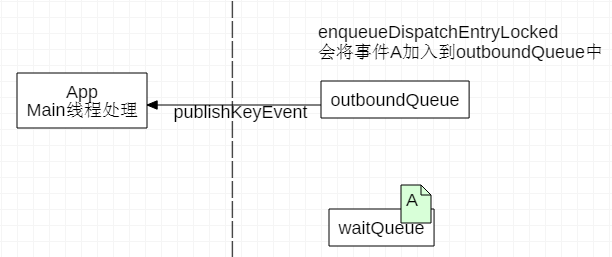 enqueueDispatchEntryLocked
会将事件A加入到outboundQueue中
App
Main线程处理
publishKeyEvent
outboundQueue
A
waitQueue